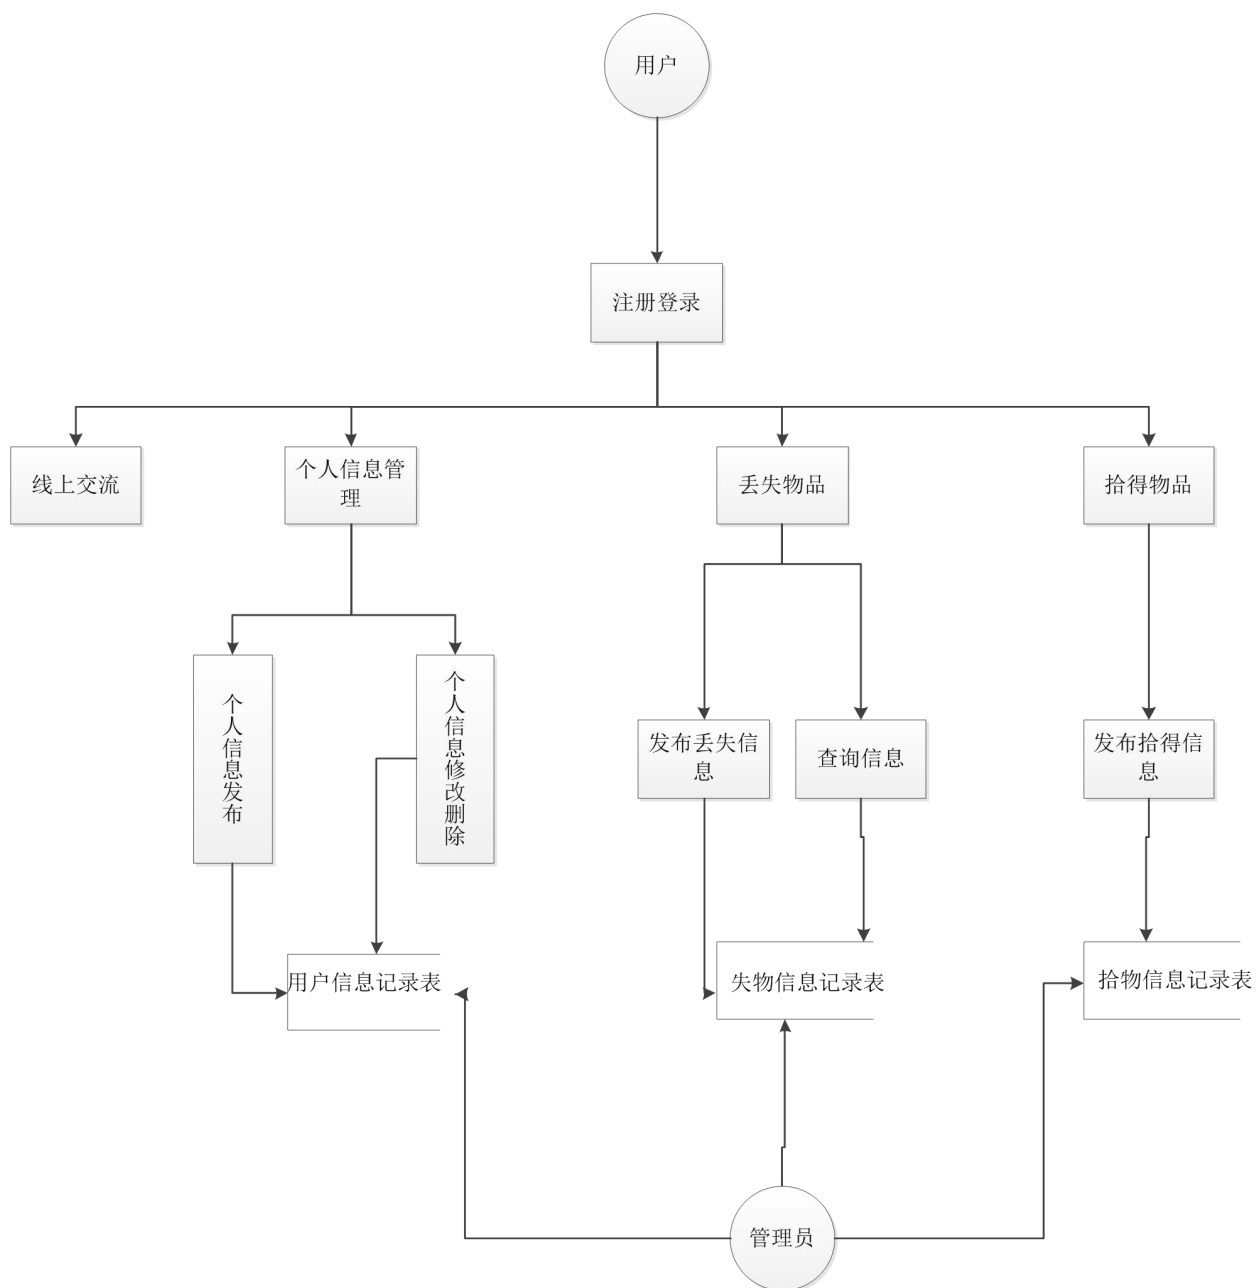 用户
注册登录
线上交流
个人信息管
理
丢失物品
拾得物品
个人信息发布
个人信息修改删除
发布丢失信
息
查询信息
发布拾得信
息
用户信息记录表
失物信息记录表
拾物信息记录表
管理员